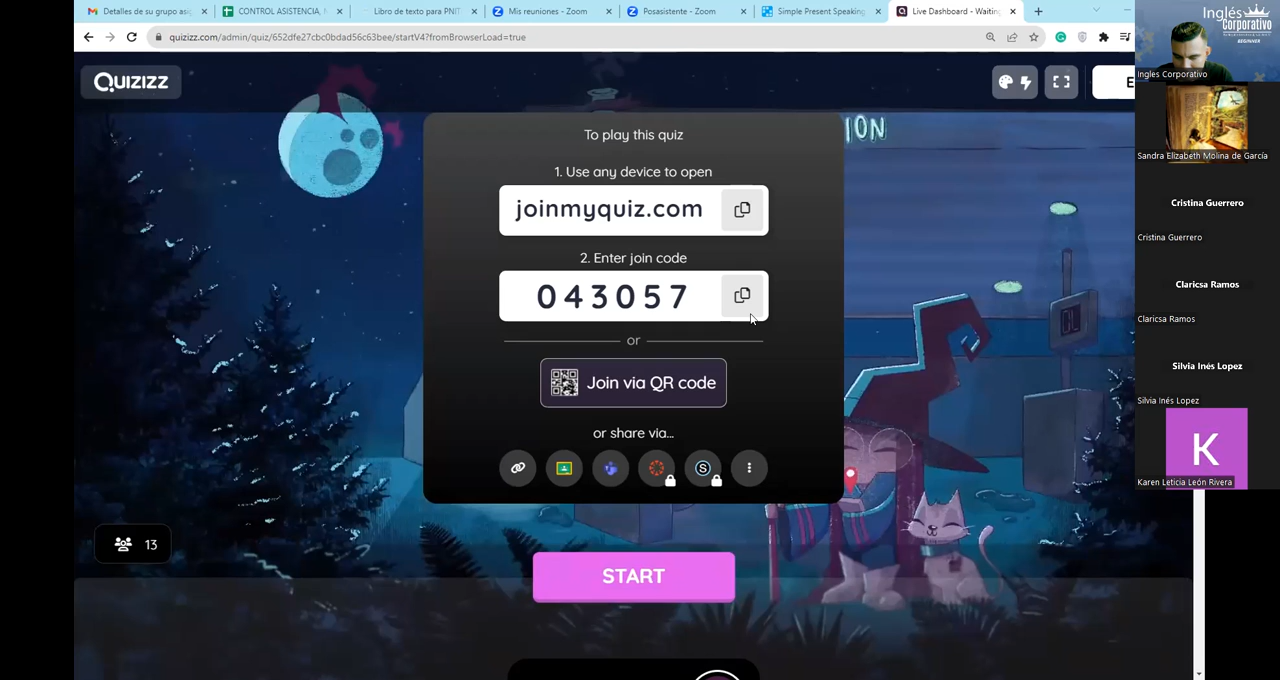 Detalles de su grupo asig
CONTROL ASISTENCIA,
Libro de texto para PNIT
Mis reuniones - Zoom
Posasistente - Zoom
Simple Present Speaking
Live Dashboard - Waitin
quizizz.com/admin/quiz/652dfe27cbc0bdad56c63bee/startV4?fromBrowserLoad=true
QUIZIZZ
E
ION
To play this quiz
1. Use any device to open
joinmyquiz.com
2. Enter join code
043057
or
Join via QR code
or share via...
S
13
START
Inglés
Corporativo
BEGINNER
Ingles Corporativo
Sandra Elizabeth Molina de García
Cristina Guerrero
Cristina Guerrero
Claricsa Ramos
Claricsa Ramos
Silvia Inés Lopez
Silvia Inés Lopez
K
Karen Leticia León Rivera